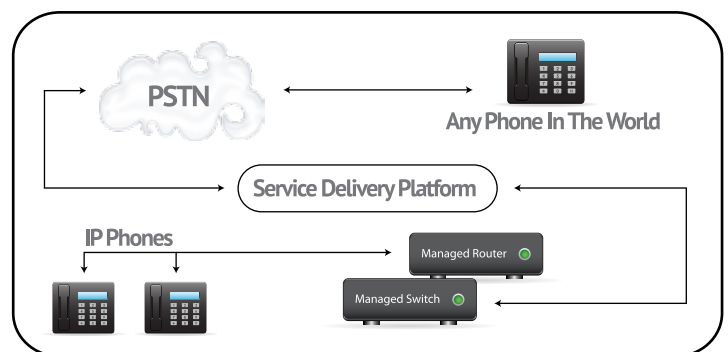 PSTN
Any Phone In The World
Service Delivery Platform
IP Phones
Managed Router
Managed Switch